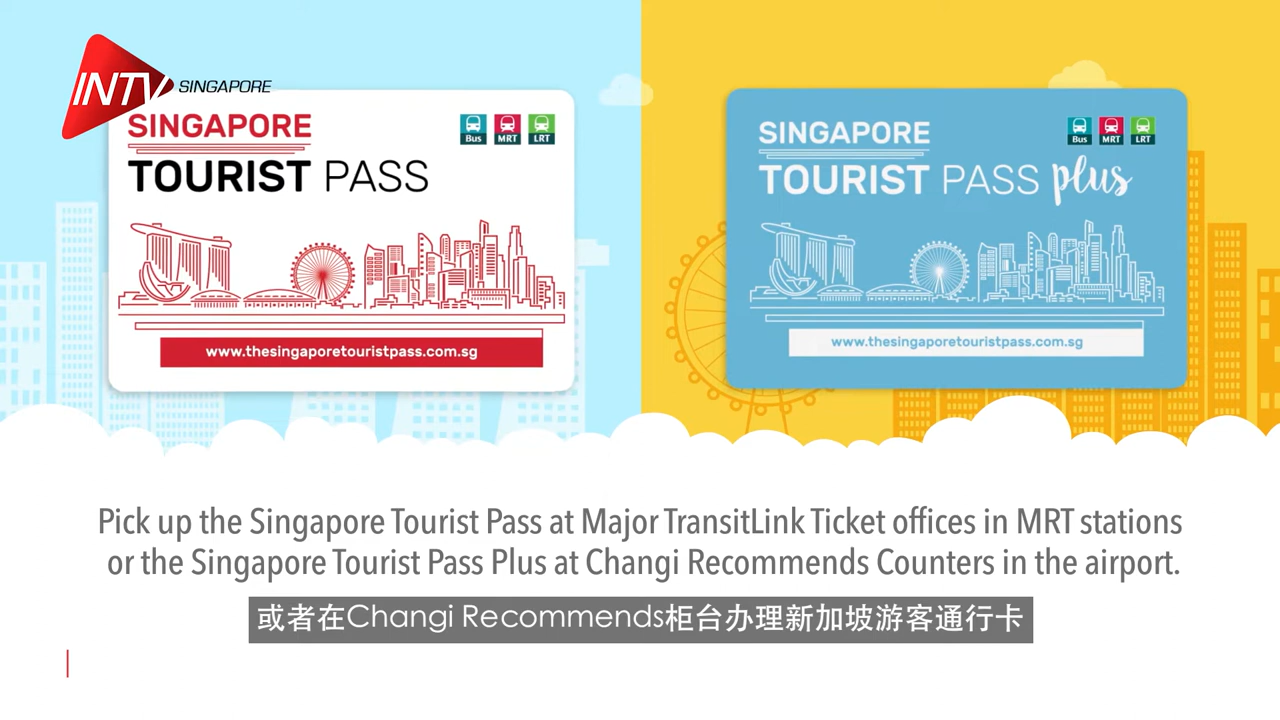 INTV SINGAPORE
SINGAPORE
TOURIST PASS
Bus MRT LRT
www.thesingaporetouristpass.com.sg
SINGAPORE
TOURIST PASS plus
Bus MRT LRT
www.thesingaporetouristpass.com.sg
Pick up the Singapore Tourist Pass at Major TransitLink Ticket offices in MRT stations
or the Singapore Tourist Pass Plus at Changi Recommends Counters in the airport.
或者在Changi Recommends柜台办理新加坡游客通行卡